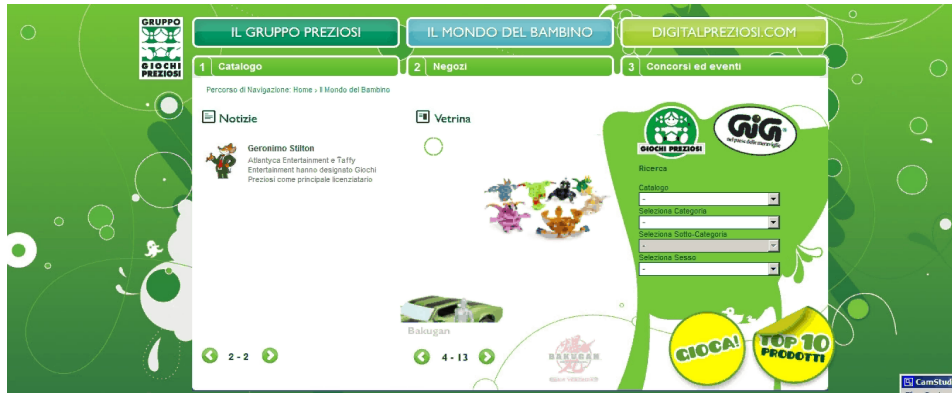 GRUPPO
GIOCHI
PREZIOSI
IL GRUPPO PREZIOSI
IL MONDO DEL BAMBINO
DIGITALPREZIOSI.COM
1 Catalogo
2 Negozi
3 Concorsi ed eventi
Percorso di Navigazione: Home » Il Mondo del Bambino
Notizie
Geronimo Stilton
Atlantyca Entertainment e Taffy
Entertainment hanno designato Giochi
Preziosi come principale licenziatario
2 - 2
Vetrina
Bakugan
4 - 13
BAKUGAN
GIOCHI PREZIOSI
GiGi
Ricerca
Catalogo
-
Seleziona Categoria
-
Seleziona Sotto-Categoria
-
Seleziona Sesso
-
GIOCA!
TOP 10
PRODOTTI
CamStud